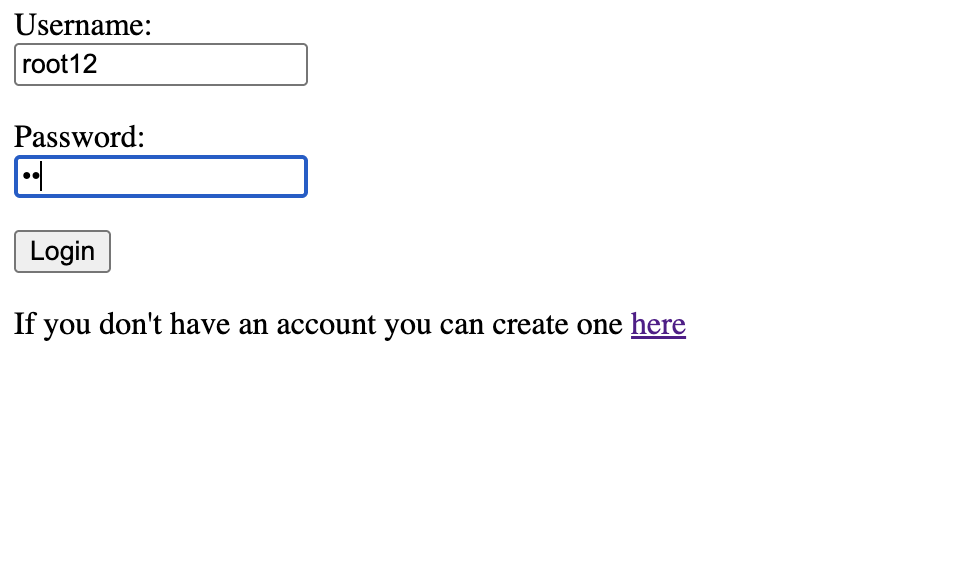 Username:
root12
Password:
••
Login
If you don't have an account you can create one here